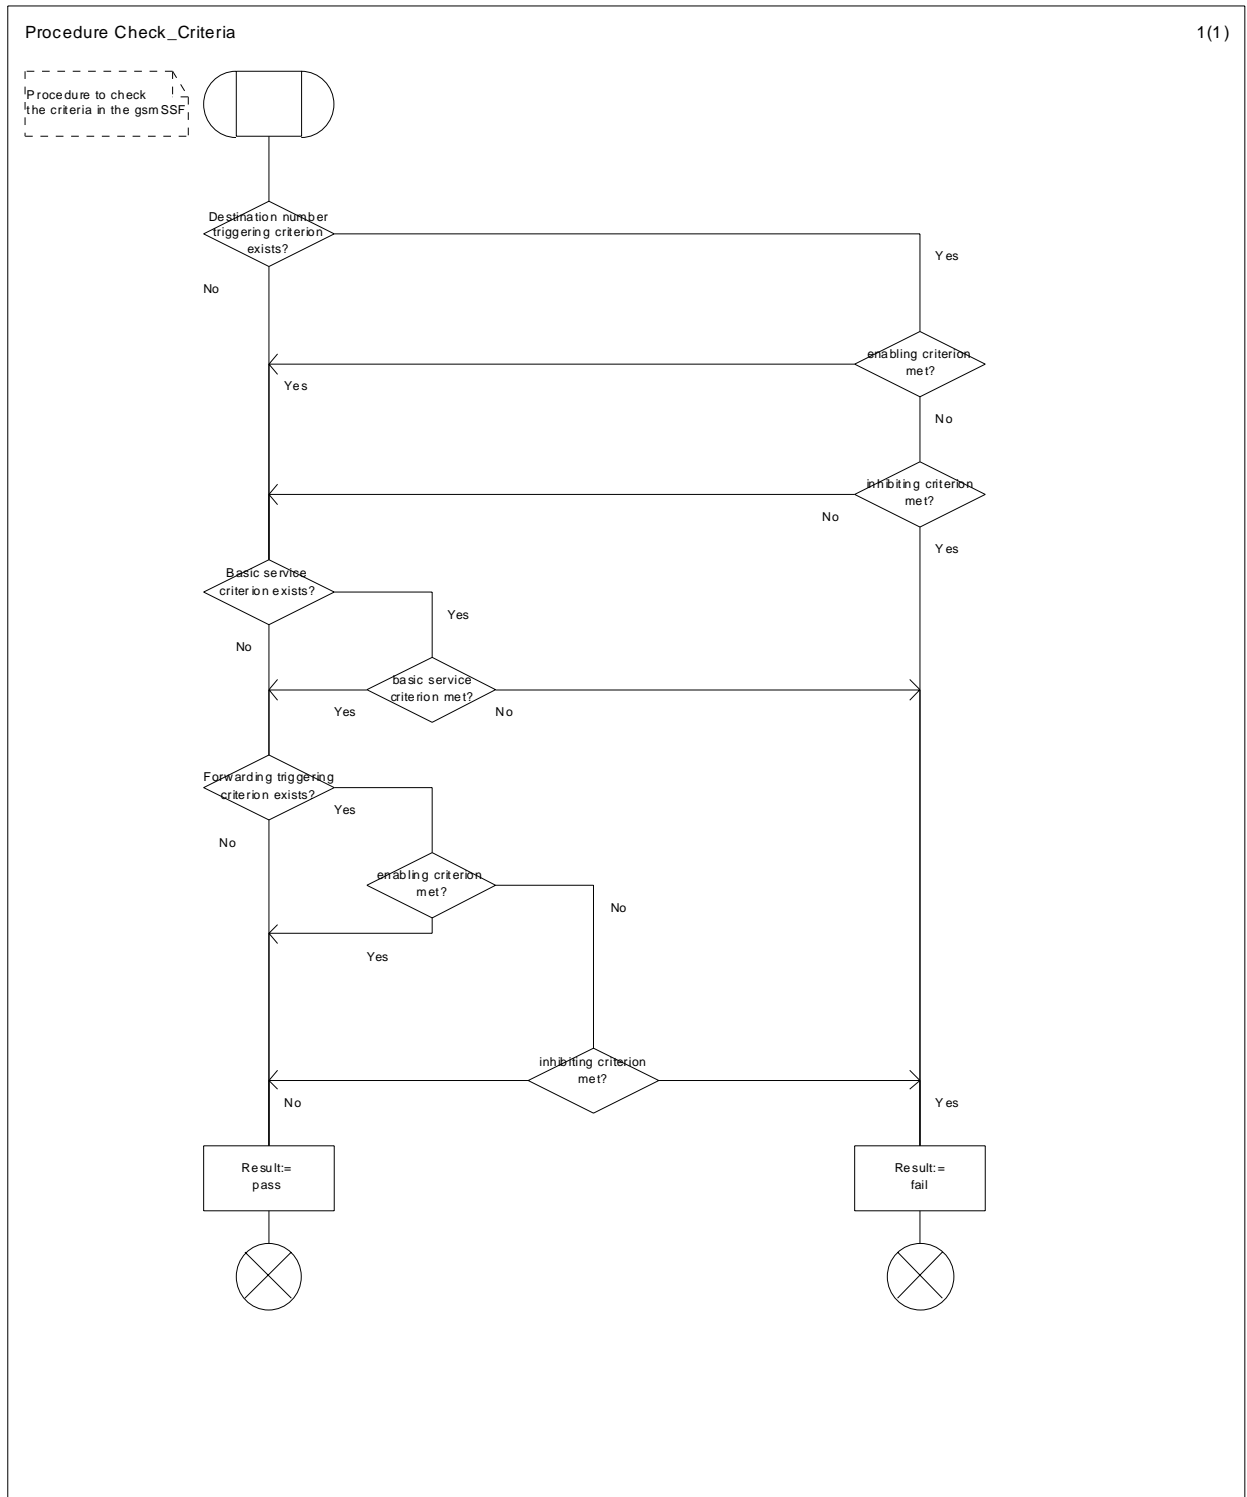 Procedure Check_Criteria
1(1)
Procedure to check
the criteria in the gsmSSF
Destination number
triggering criterion
exists?
Yes
No
enabling criterion
met?
Yes
No
inhibiting criterion
met?
No
Yes
Basic service
criterion exists?
Yes
No
basic service
criterion met?
Yes
No
Forwarding triggering
criterion exists?
Yes
No
enabling criterion
met?
No
Yes
inhibiting criterion
met?
No
Yes
Result:=
pass
Result:=
fail